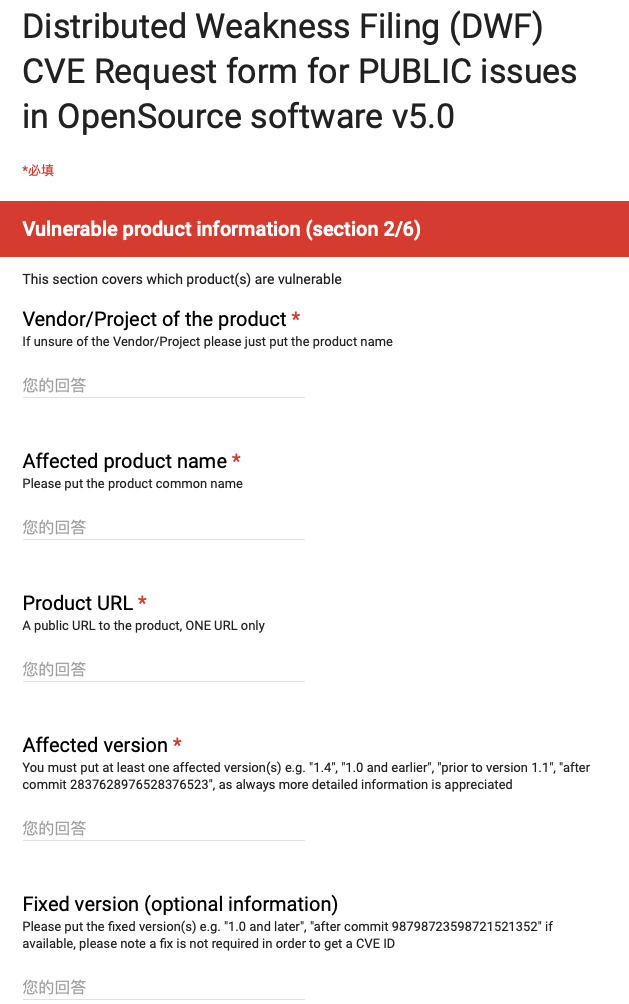 Distributed Weakness Filing (DWF)
CVE Request form for PUBLIC issues
in OpenSource software v5.0
*必填
Vulnerable product information (section 2/6)
This section covers which product(s) are vulnerable
Vendor/Project of the product *
If unsure of the Vendor/Project please just put the product name
您的回答
Affected product name *
Please put the product common name
您的回答
Product URL *
A public URL to the product, ONE URL only
您的回答
Affected version *
You must put at least one affected version(s) e.g. "1.4", "1.0 and earlier", "prior to version 1.1", "after
commit 2837628976528376523", as always more detailed information is appreciated
您的回答
Fixed version (optional information)
Please put the fixed version(s) e.g. "1.0 and later", "after commit 98798723598721521352" if
available, please note a fix is not required in order to get a CVE ID
您的回答